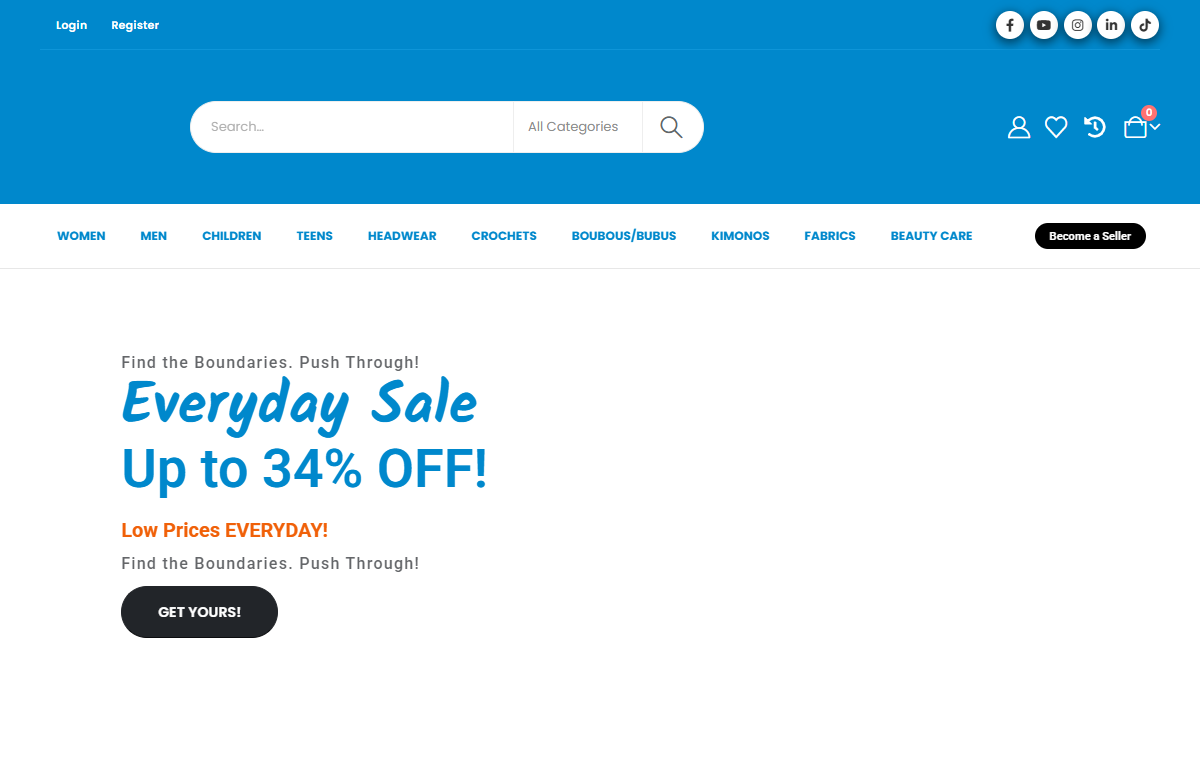 Login Register
Search... All Categories
0
WOMEN MEN CHILDREN TEENS HEADWEAR CROCHETS BOUBOUS/BUBUS KIMONOS FABRICS BEAUTY CARE Become a Seller
Find the Boundaries. Push Through!
Everyday Sale
Up to 34% OFF!
Low Prices EVERYDAY!
Find the Boundaries. Push Through!
GET YOURS!